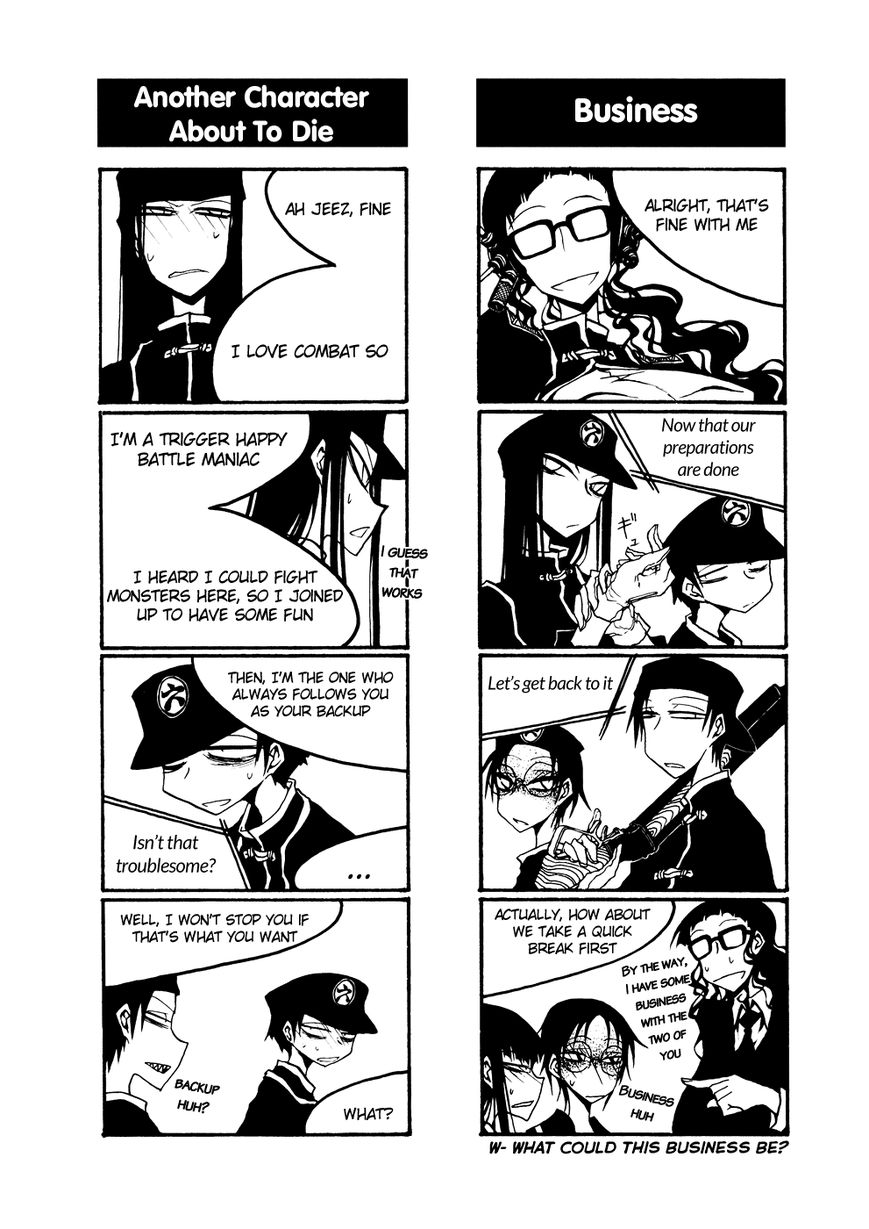 Another Character
About To Die
AH JEEZ, FINE
I LOVE COMBAT SO
I'M A TRIGGER HAPPY
BATTLE MANIAC
I GUESS
THAT
WORKS
I HEARD I COULD FIGHT
MONSTERS HERE, SO I JOINED
UP TO HAVE SOME FUN
六
THEN, I'M THE ONE WHO
ALWAYS FOLLOWS YOU
AS YOUR BACKUP
Isn't that
troublesome?
...
WELL, I WON'T STOP YOU IF
THAT'S WHAT YOU WANT
六
BACKUP
HUH?
WHAT?
Business
ALRIGHT, THAT'S
FINE WITH ME
六
Now that our
preparations
are done
ギュ
六
Let's get back to it
ACTUALLY, HOW ABOUT
WE TAKE A QUICK
BREAK FIRST
BY THE WAY,
I HAVE SOME
BUSINESS
WITH THE
TWO OF
YOU
BUSINESS
HUH
W- WHAT COULD THIS BUSINESS BE?